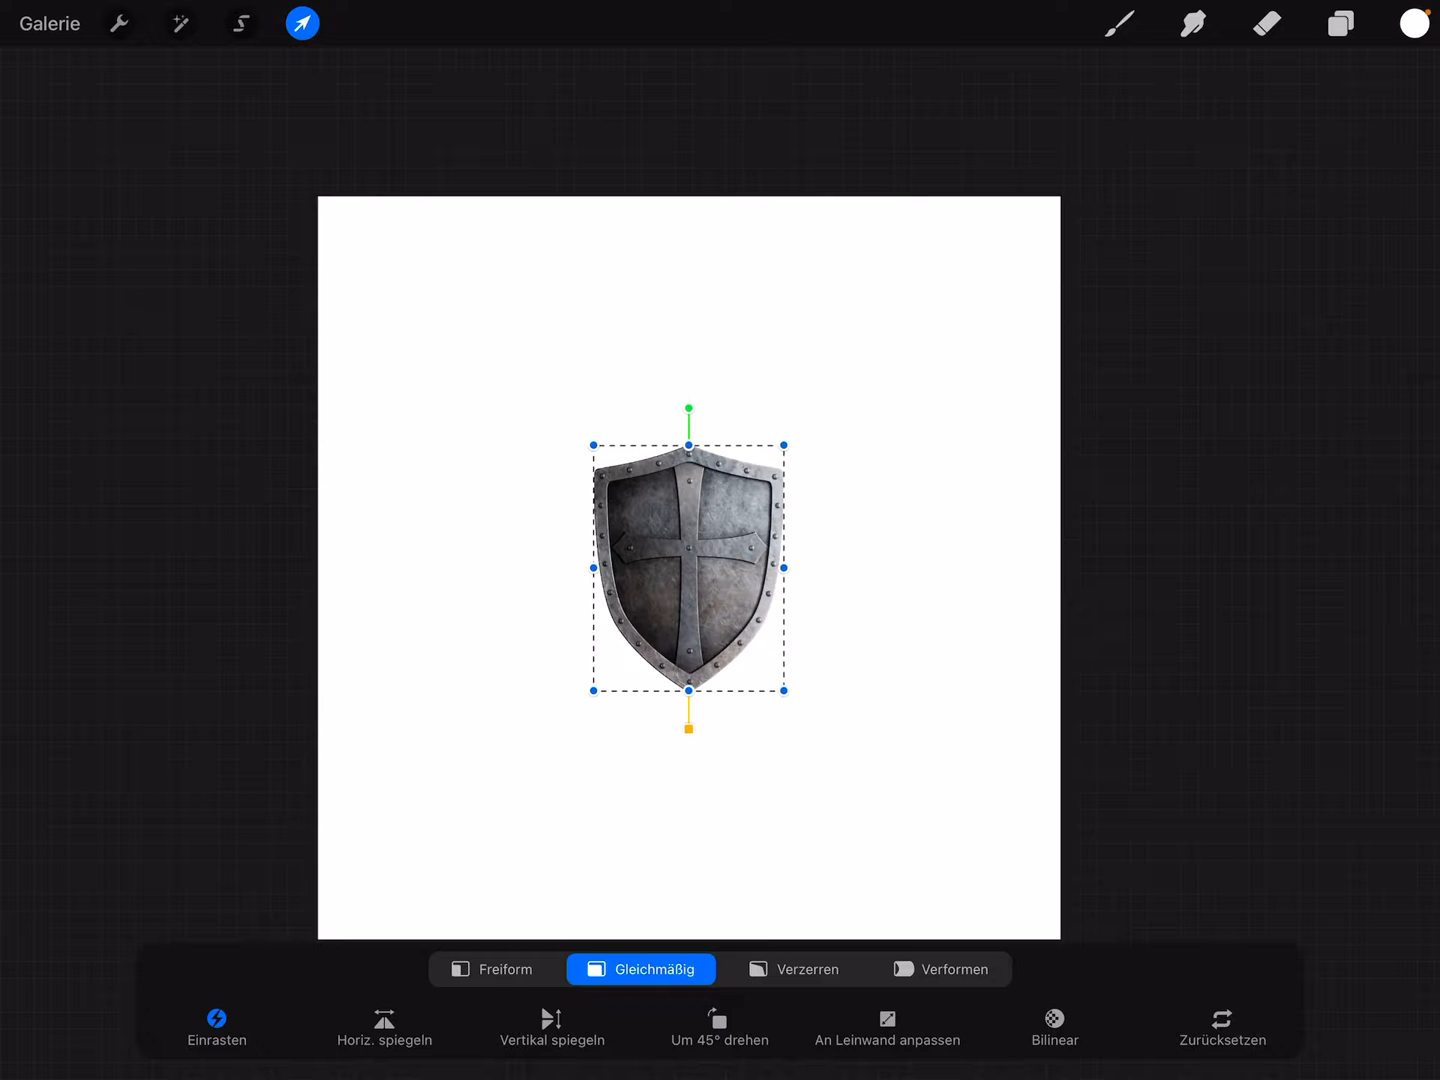 Galerie
Freiform
Gleichmäßig
Verzerren
Verformen
Einrasten
Horiz. spiegeln
Vertikal spiegeln
Um 45° drehen
An Leinwand anpassen
Bilinear
Zurücksetzen